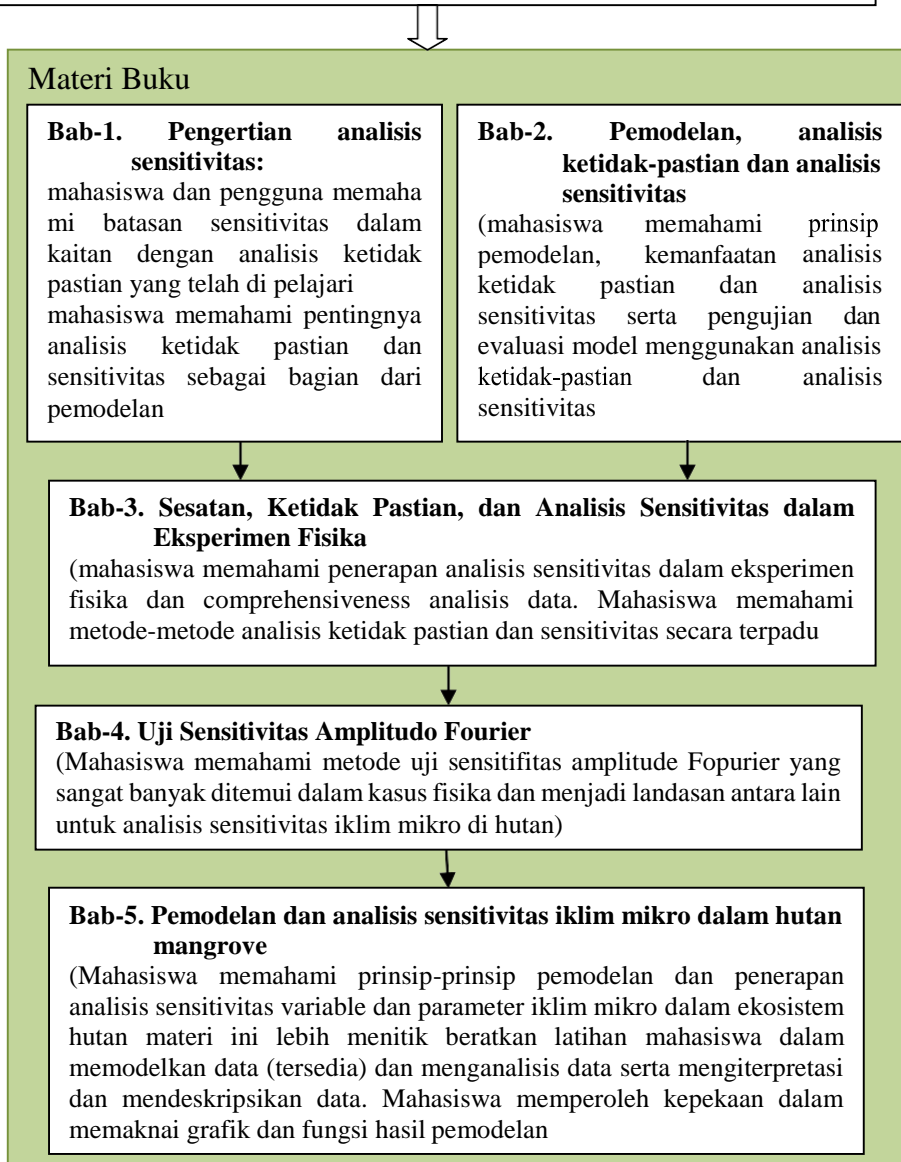 Materi Buku
Bab-1. Pengertian analisis
sensitivitas:
mahasiswa dan pengguna memaha
mi batasan sensitivitas dalam
kaitan dengan analisis ketidak
pastian yang telah di pelajari
mahasiswa memahami pentingnya
analisis ketidak pastian dan
sensitivitas sebagai bagian dari
pemodelan
Bab-2. Pemodelan, analisis
ketidak-pastian dan analisis
sensitivitas
(mahasiswa memahami prinsip
pemodelan, kemanfaatan analisis
ketidak pastian dan analisis
sensitivitas serta pengujian dan
evaluasi model menggunakan analisis
ketidak-pastian dan analisis
sensitivitas
Bab-3. Sesatan, Ketidak Pastian, dan Analisis Sensitivitas dalam
Eksperimen Fisika
(mahasiswa memahami penerapan analisis sensitivitas dalam eksperimen
fisika dan comprehensiveness analisis data. Mahasiswa memahami
metode-metode analisis ketidak pastian dan sensitivitas secara terpadu
Bab-4. Uji Sensitivitas Amplitudo Fourier
(Mahasiswa memahami metode uji sensitifitas amplitude Fopurier yang
sangat banyak ditemui dalam kasus fisika dan menjadi landasan antara lain
untuk analisis sensitivitas iklim mikro di hutan)
Bab-5. Pemodelan dan analisis sensitivitas iklim mikro dalam hutan
mangrove
(Mahasiswa memahami prinsip-prinsip pemodelan dan penerapan
analisis sensitivitas variable dan parameter iklim mikro dalam ekosistem
hutan materi ini lebih menitik beratkan latihan mahasiswa dalam
memodelkan data (tersedia) dan menganalisis data serta mengiterpretasi
dan mendeskripsikan data. Mahasiswa memperoleh kepekaan dalam
memaknai grafik dan fungsi hasil pemodelan